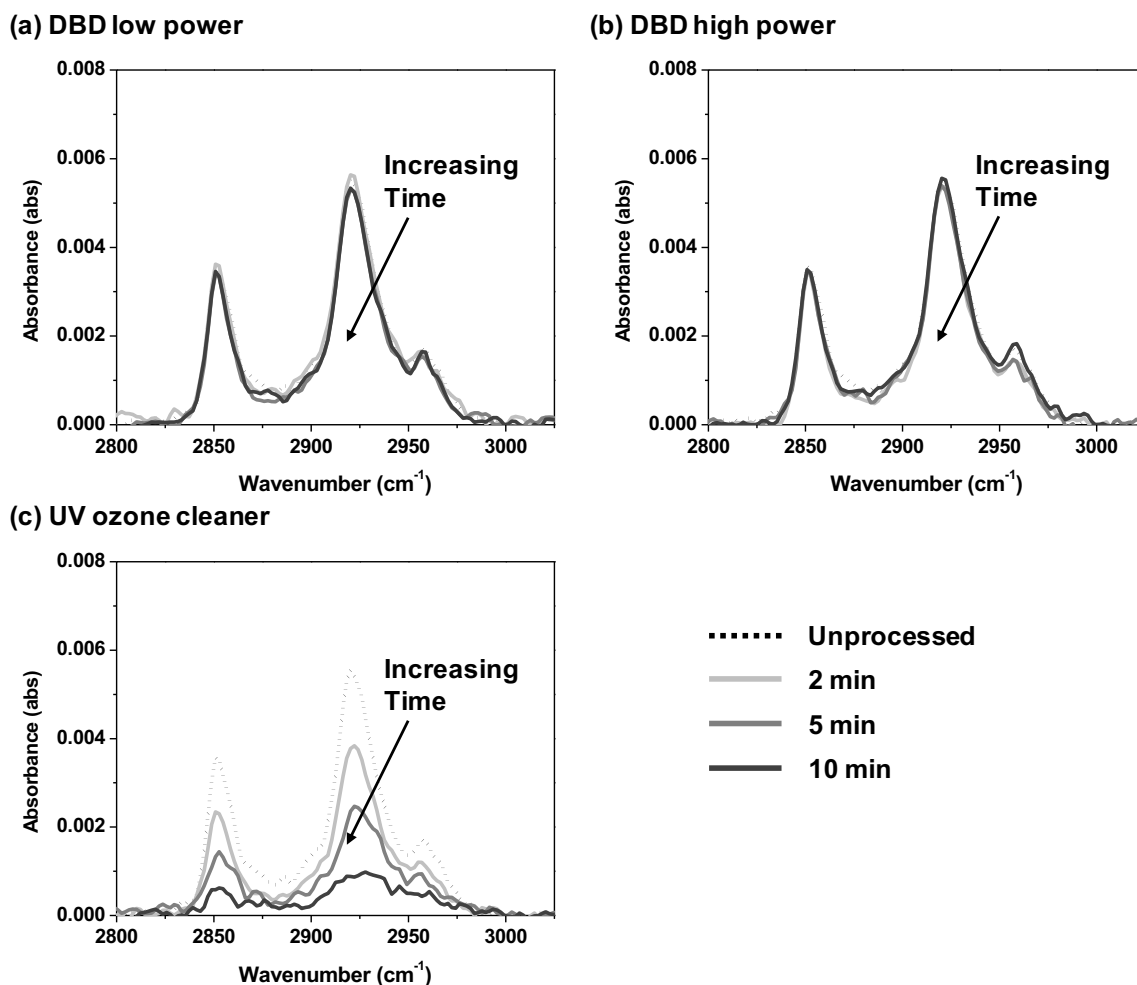 (a) DBD low power
0.008
0.006
0.004
0.002
0.000
Absorbance (abs)
Increasing
Time
2800 2850 2900 2950 3000
Wavenumber (cm⁻¹)
(b) DBD high power
0.008
0.006
0.004
0.002
0.000
Absorbance (abs)
Increasing
Time
2800 2850 2900 2950 3000
Wavenumber (cm⁻¹)
(c) UV ozone cleaner
0.008
0.006
0.004
0.002
0.000
Absorbance (abs)
Increasing
Time
2800 2850 2900 2950 3000
Wavenumber (cm⁻¹)
Unprocessed
2 min
5 min
10 min